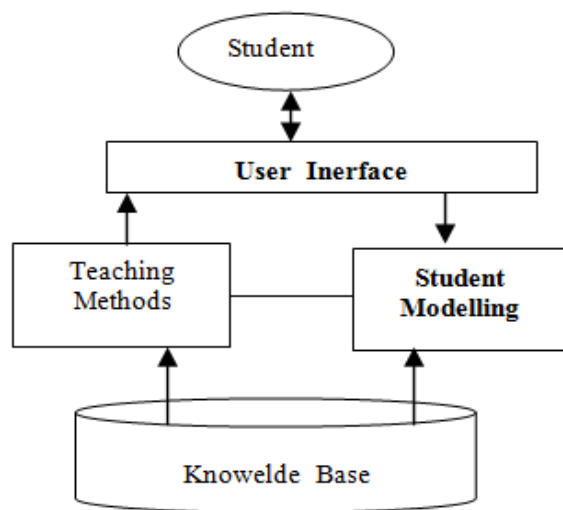 Student
User Inerface
Teaching
Methods
Student
Modelling
Knowelde Base